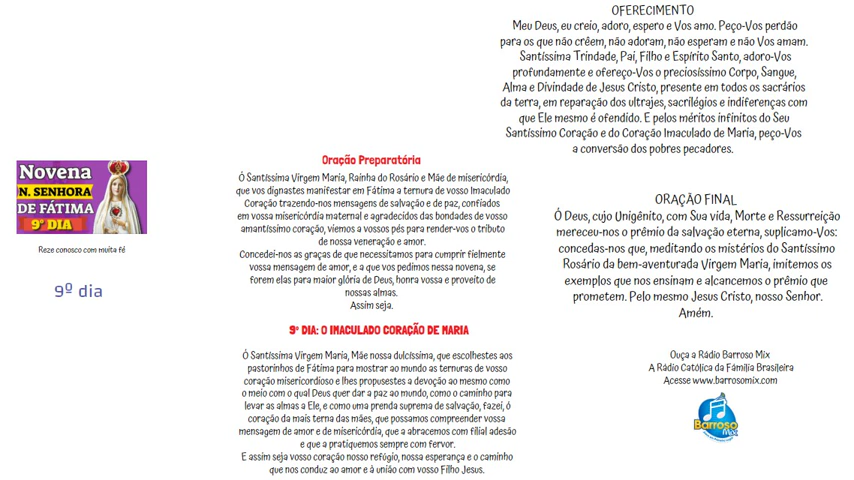 Novena
N. SENHORA
DE FÁTIMA
9º DIA
Reze conosco com muita fé
9º dia
Oração Preparatória
Ó Santíssima Virgem Maria, Rainha do Rosário e Mãe de misericórdia,
que vos dignastes manifestar em Fátima a ternura de vosso Imaculado
Coração trazendo-nos mensagens de salvação e de paz, confiados
em vossa misericórdia maternal e agradecidos das bondades de vosso
amantíssimo coração, viemos a vossos pés para render-vos o tributo
de nossa veneração e amor.
Concedei-nos as graças de que necessitamos para cumprir fielmente
vossa mensagem de amor, e a que vos pedimos nessa novena, se
forem elas para maior glória de Deus, honra vossa e proveito de
nossas almas.
Assim seja.
9º DIA: O IMACULADO CORAÇÃO DE MARIA
Ó Santíssima Virgem Maria, Mãe nossa dulcíssima, que escolhestes aos
pastorinhos de Fátima para mostrar ao mundo as ternuras de vosso
coração misericordioso e lhes propusestes a devoção ao mesmo como
o meio com o qual Deus quer dar a paz ao mundo, como o caminho para
levar as almas a Ele, e como uma prenda suprema de salvação, fazei, ó
coração da mais terna das mães, que possamos compreender vossa
mensagem de amor e de misericórdia, que a abracemos com filial adesão
e que a pratiquemos sempre com fervor.
E assim seja vosso coração nosso refúgio, nossa esperança e o caminho
que nos conduz ao amor e à união com vosso Filho Jesus.
OFERECIMENTO
Meu Deus, eu creio, adoro, espero e Vos amo. Peço-Vos perdão
para os que não crêem, não adoram, não esperam e não Vos amam.
Santíssima Trindade, Pai, Filho e Espírito Santo, adoro-Vos
profundamente e ofereço-Vos o preciosíssimo Corpo, Sangue,
Alma e Divindade de Jesus Cristo, presente em todos os sacrários
da terra, em reparação dos ultrajes, sacrilégios e indiferenças com
que Ele mesmo é ofendido. E pelos méritos infinitos do Seu
Santíssimo Coração e do Coração Imaculado de Maria, peço-Vos
a conversão dos pobres pecadores.
ORAÇÃO FINAL
Ó Deus, cujo Unigênito, com Sua vida, Morte e Ressurreição
mereceu-nos o prêmio da salvação eterna, suplicamo-Vos:
concedas-nos que, meditando os mistérios do Santíssimo
Rosário da bem-aventurada Virgem Maria, imitemos os
exemplos que nos ensinam e alcancemos o prêmio que
prometem. Pelo mesmo Jesus Cristo, nosso Senhor.
Amém.
Ouça a Rádio Barroso Mix
A Rádio Católica da Família Brasileira
Acesse www.barrosomix.com
Barroso
Mix